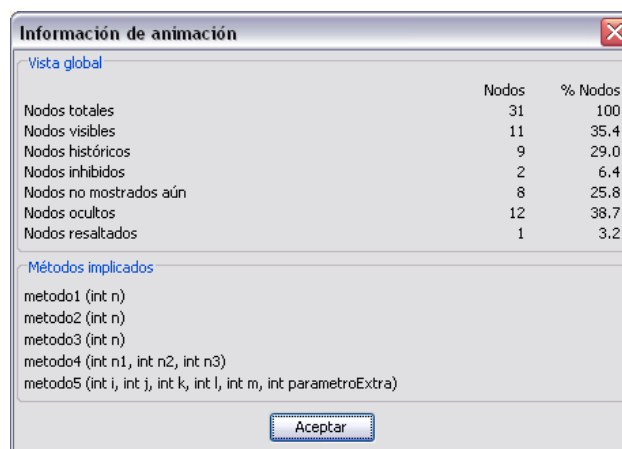 Información de animación
Vista global
Nodos % Nodos
Nodos totales 31 100
Nodos visibles 11 35.4
Nodos históricos 9 29.0
Nodos inhibidos 2 6.4
Nodos no mostrados aún 8 25.8
Nodos ocultos 12 38.7
Nodos resaltados 1 3.2
Métodos implicados
metodo1 (int n)
metodo2 (int n)
metodo3 (int n)
metodo4 (int n1, int n2, int n3)
metodo5 (int i, int j, int k, int l, int m, int parametroExtra)
Aceptar